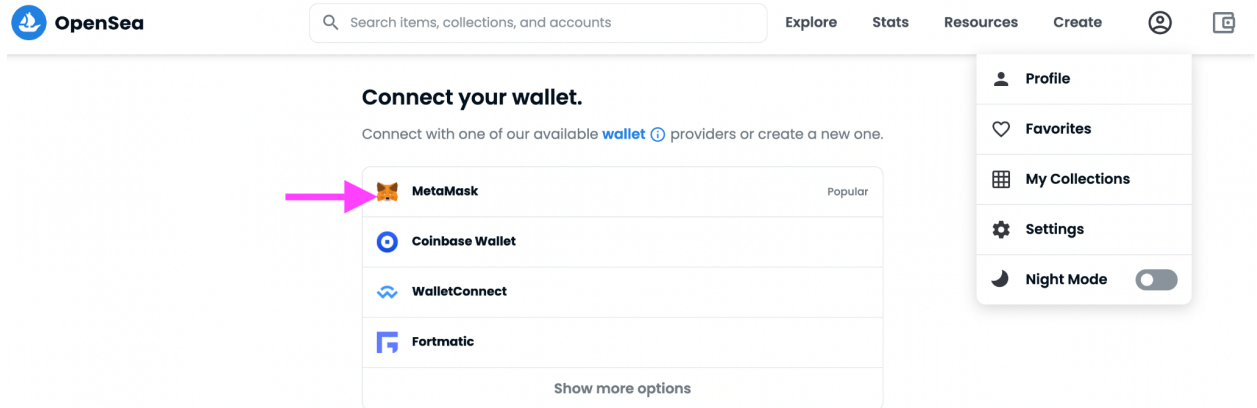 OpenSea
Search items, collections, and accounts
Explore
Stats
Resources
Create
Connect your wallet.
Connect with one of our available wallet providers or create a new one.
MetaMask
Popular
Coinbase Wallet
WalletConnect
Fortmatic
Show more options
Profile
Favorites
My Collections
Settings
Night Mode